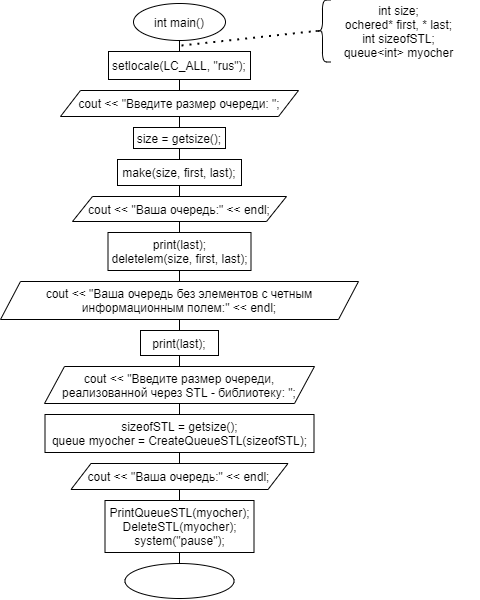 int main()
int size;
ochered* first, * last;
int sizeofSTL;
queue<int> myocher
setlocale(LC_ALL, "rus");
cout << "Введите размер очереди: ";
size = getsize();
make(size, first, last);
cout << "Ваша очередь:" << endl;
print(last);
deletelem(size, first, last);
cout << "Ваша очередь без элементов с четным
информационным полем:" << endl;
print(last);
cout << "Введите размер очереди,
реализованной через STL - библиотеку: ";
sizeofSTL = getsize();
queue myocher = CreateQueueSTL(sizeofSTL);
cout << "Ваша очередь:" << endl;
PrintQueueSTL(myocher);
DeleteSTL(myocher);
system("pause");